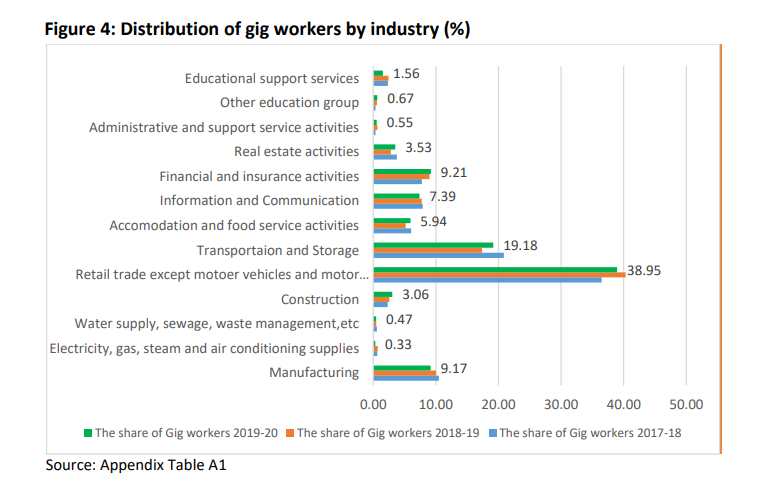 Figure 4: Distribution of gig workers by industry (%)
Educational support services 1.56
Other education group 0.67
Administrative and support service activities 0.55
Real estate activities 3.53
Financial and insurance activities 9.21
Information and Communication 7.39
Accomodation and food service activities 5.94
Transportaion and Storage 19.18
Retail trade except motoer vehicles and motor... 38.95
Construction 3.06
Water supply, sewage, waste management,etc 0.47
Electricity, gas, steam and air conditioning supplies 0.33
Manufacturing 9.17
0.00 10.00 20.00 30.00 40.00 50.00
The share of Gig workers 2019-20 The share of Gig workers 2018-19 The share of Gig workers 2017-18
Source: Appendix Table A1